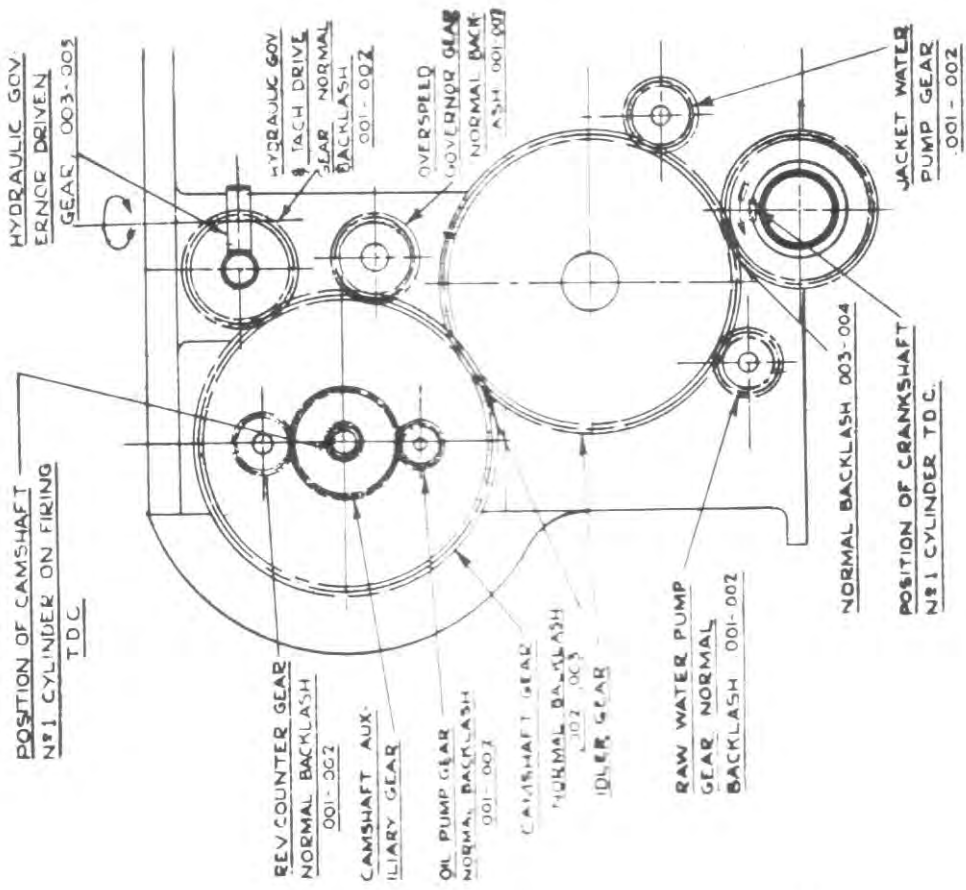 HYDRAULIC GOV-
ERNOR DRIVEN
GEAR 003-005
HYDRAULIC GOV
& TACH DRIVE
GEAR NORMAL
BACKLASH
001-002
OVERSPEED
GOVERNOR GEAR
NORMAL BACK-
ASH 001-002
JACKET WATER
PUMP GEAR
.001-.002
POSITION OF CAMSHAFT
Nº1 CYLINDER ON FIRING
TDC
REV COUNTER GEAR
NORMAL BACKLASH
001-002
CAMSHAFT AUX-
ILIARY GEAR
OIL PUMP GEAR
NORMAL BACKLASH
001-002
CAMSHAFT GEAR
NORMAL BACKLASH
.002 .003
IDLER GEAR
RAW WATER PUMP
GEAR NORMAL
BACKLASH .001-.002
NORMAL BACKLASH 003-004
POSITION OF CRANKSHAFT
Nº1 CYLINDER TDC.